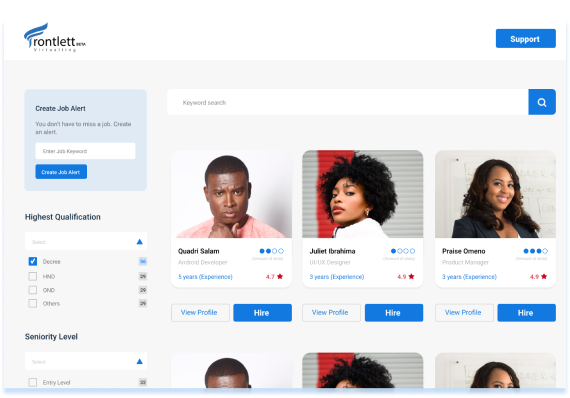 Frontlett BETA
Virtualling
Support
Create Job Alert
You don't have to miss a job. Create
an alert.
Enter Job Keyword
Create Job Alert
Keyword search
Highest Qualification
Select
Decree
HND 29
OND 29
Others 29
Seniority Level
Select
Entry Level
Quadri Salam
Android Developer
5 years (Experience) 4.7
View Profile Hire
Juliet Ibrahima
UI/UX Designer
3 years (Experience) 4.9
View Profile Hire
Praise Omeno
Product Manager
3 years (Experience) 4.9
View Profile Hire